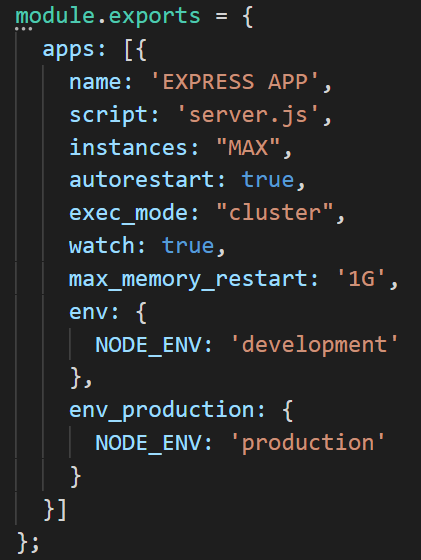 module.exports = {
  apps: [{
    name: 'EXPRESS APP',
    script: 'server.js',
    instances: "MAX",
    autorestart: true,
    exec_mode: "cluster",
    watch: true,
    max_memory_restart: '1G',
    env: {
      NODE_ENV: 'development'
    },
    env_production: {
      NODE_ENV: 'production'
    }
  }]
};